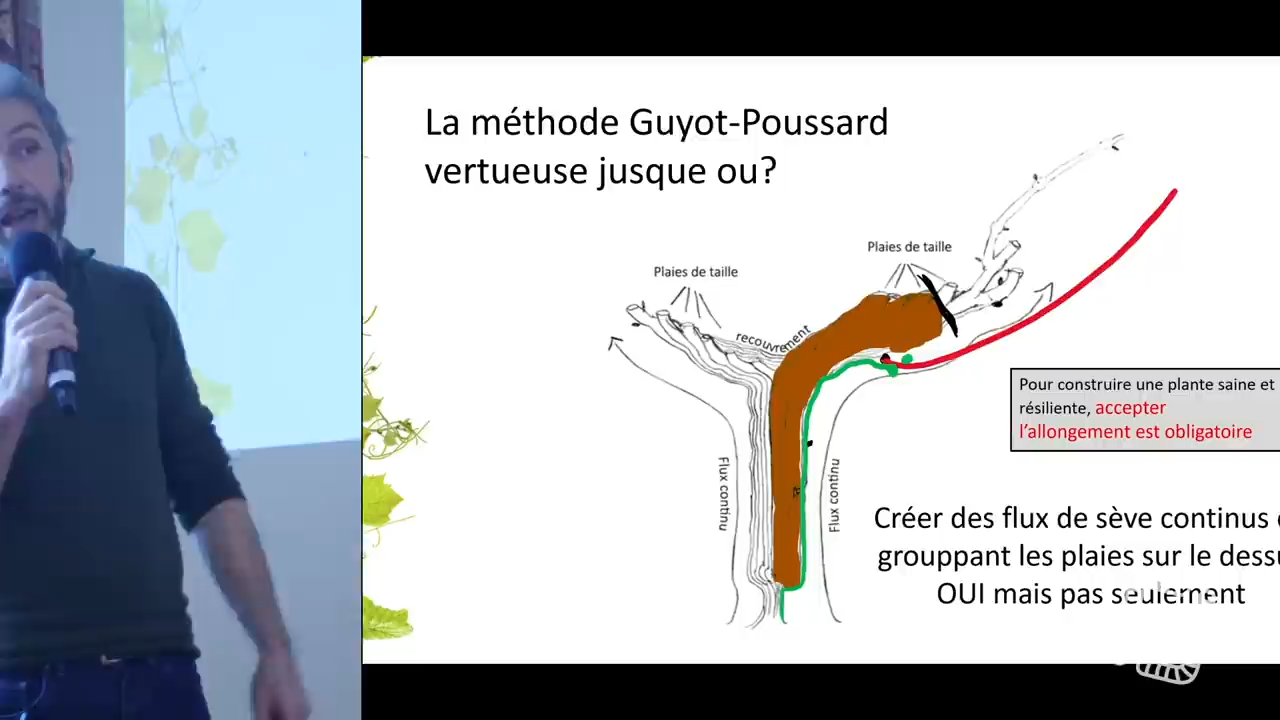 La méthode Guyot-Poussard
vertueuse jusque ou?
Plaies de taille
Plaies de taille
recouvrement
Pour construire une plante saine et
résiliente, accepter
l'allongement est obligatoire
Flux continu
Flux continu
Créer des flux de sève continus
grouppant les plaies sur le
OUI mais pas seulement